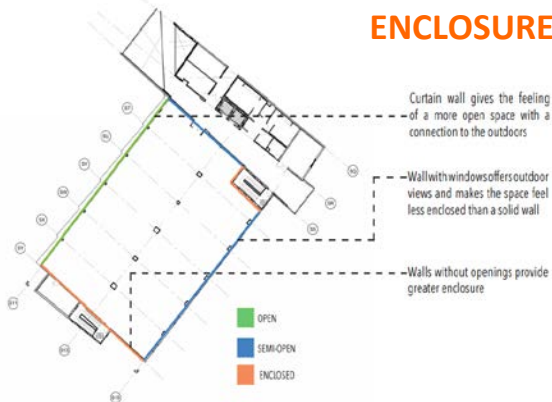 ENCLOSURE
Curtain wall gives the feeling
of a more open space with a
connection to the outdoors
Wall with windows offers outdoor
views and makes the space feel
less enclosed than a solid wall
Walls without openings provide
greater enclosure
OPEN
SEMI-OPEN
ENCLOSED